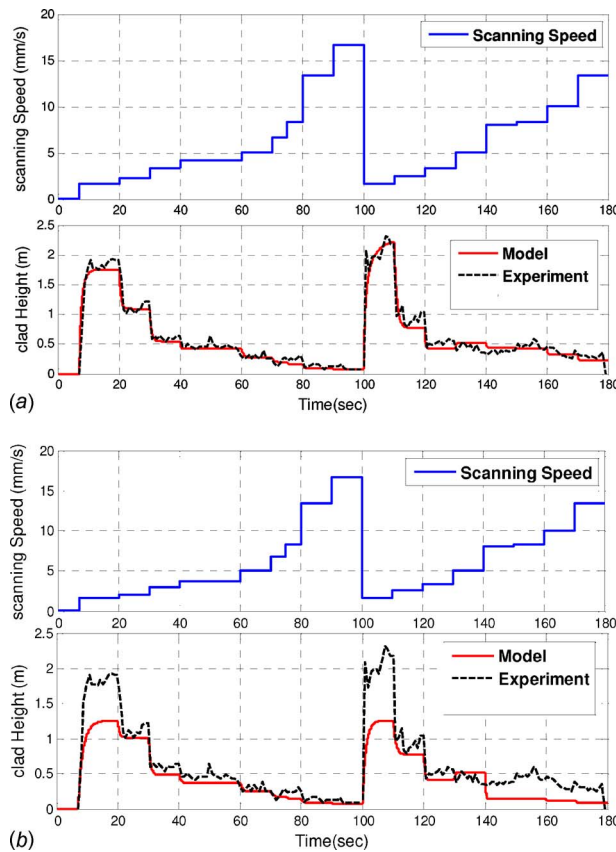 20
15
10
5
0
scanning Speed (mm/s)
Scanning Speed
0 20 40 60 80 100 120 140 160 180
2.5
2
1.5
1
0.5
0
clad Height (m)
Model
Experiment
0 20 40 60 80 100 120 140 160 180
Time(sec)
(a)
20
15
10
5
0
scanning Speed (mm/s)
Scanning Speed
0 20 40 60 80 100 120 140 160 180
2.5
2
1.5
1
0.5
0
clad Height (m)
Model
Experiment
0 20 40 60 80 100 120 140 160 180
Time(sec)
(b)